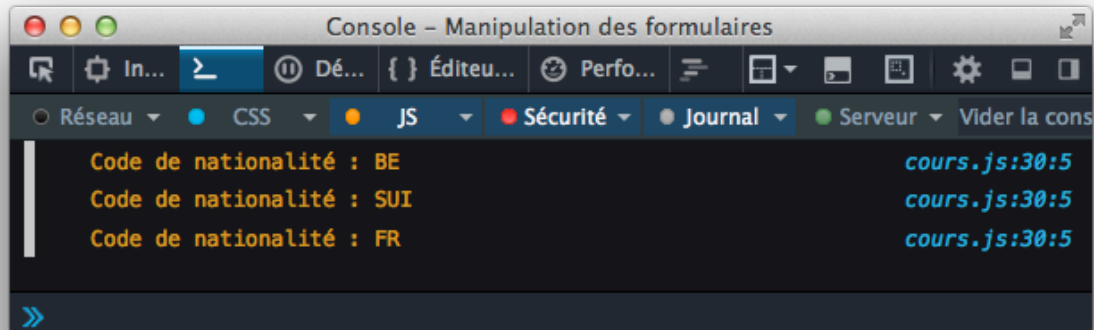 Console – Manipulation des formulaires
In... Dé... { } Éditeu... Perfo...
Réseau CSS JS Sécurité Journal Serveur Vider la cons
Code de nationalité : BE cours.js:30:5
Code de nationalité : SUI cours.js:30:5
Code de nationalité : FR cours.js:30:5
»